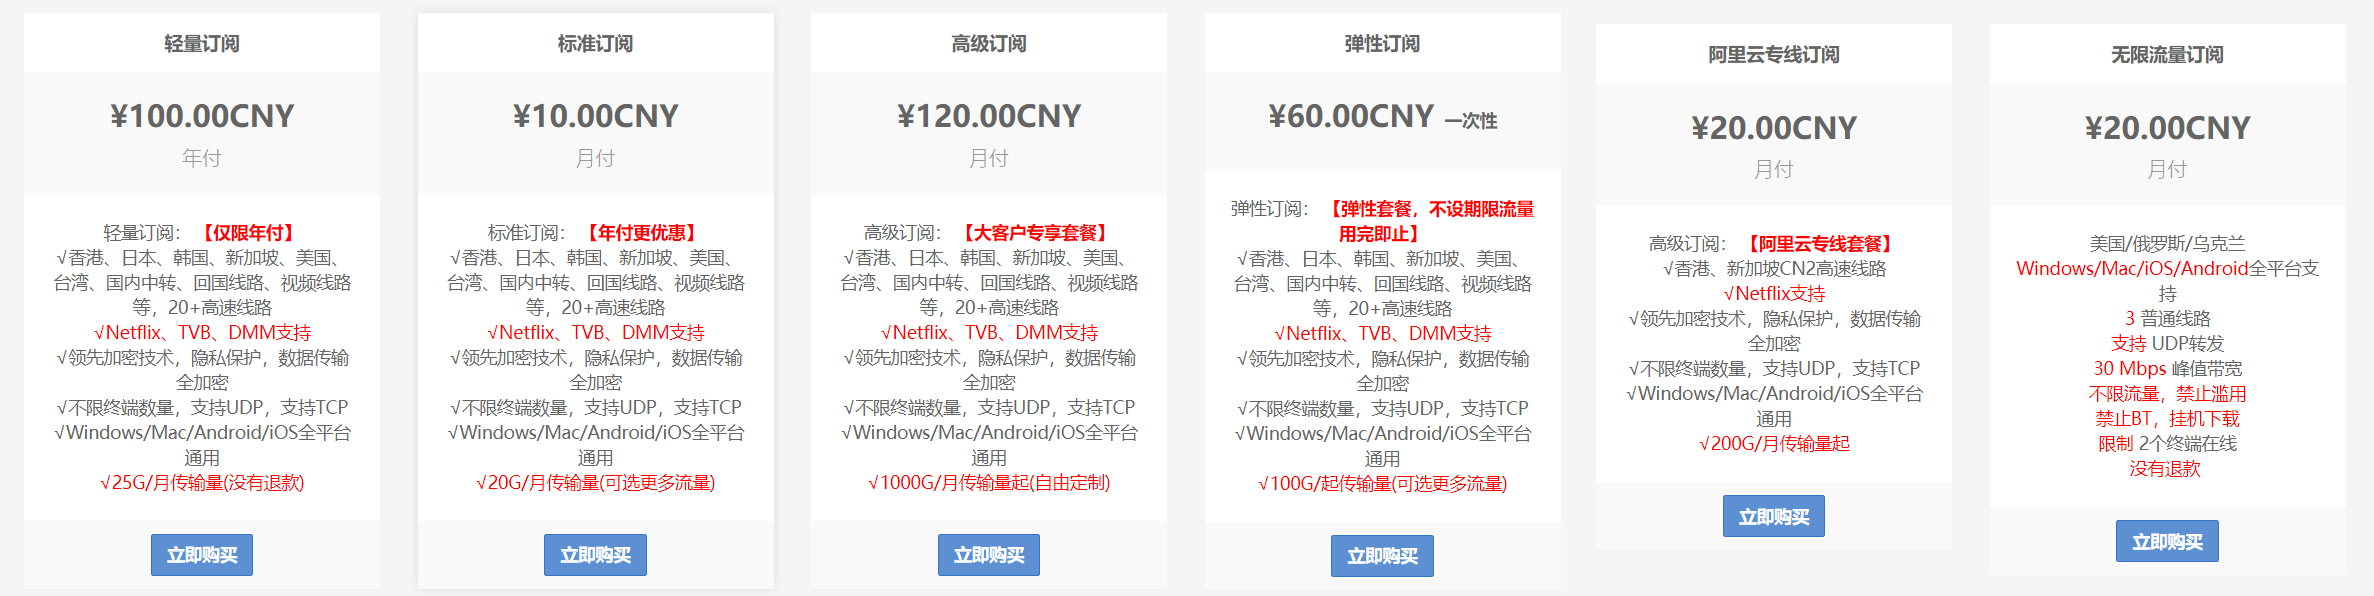 轻量订阅
¥100.00CNY
年付
轻量订阅：【仅限年付】
√香港、日本、韩国、新加坡、美国、
台湾、国内中转、回国线路、视频线路
等，20+高速线路
√Netflix、TVB、DMM支持
√领先加密技术，隐私保护，数据传输
全加密
√不限终端数量，支持UDP，支持TCP
√Windows/Mac/Android/iOS全平台
通用
√25G/月传输量(没有退款)
立即购买
标准订阅
¥10.00CNY
月付
标准订阅：【年付更优惠】
√香港、日本、韩国、新加坡、美国、
台湾、国内中转、回国线路、视频线路
等，20+高速线路
√Netflix、TVB、DMM支持
√领先加密技术，隐私保护，数据传输
全加密
√不限终端数量，支持UDP，支持TCP
√Windows/Mac/Android/iOS全平台
通用
√20G/月传输量(可选更多流量)
立即购买
高级订阅
¥120.00CNY
月付
高级订阅：【大客户专享套餐】
√香港、日本、韩国、新加坡、美国、
台湾、国内中转、回国线路、视频线路
等，20+高速线路
√Netflix、TVB、DMM支持
√领先加密技术，隐私保护，数据传输
全加密
√不限终端数量，支持UDP，支持TCP
√Windows/Mac/Android/iOS全平台
通用
√1000G/月传输量起(自由定制)
立即购买
弹性订阅
¥60.00CNY 一次性
弹性订阅：【弹性套餐，不设期限流量
用完即止】
√香港、日本、韩国、新加坡、美国、
台湾、国内中转、回国线路、视频线路
等，20+高速线路
√Netflix、TVB、DMM支持
√领先加密技术，隐私保护，数据传输
全加密
√不限终端数量，支持UDP，支持TCP
√Windows/Mac/Android/iOS全平台
通用
√100G/起传输量(可选更多流量)
立即购买
阿里云专线订阅
¥20.00CNY
月付
高级订阅：【阿里云专线套餐】
√香港、新加坡CN2高速线路
√Netflix支持
√领先加密技术，隐私保护，数据传输
全加密
√不限终端数量，支持UDP，支持TCP
√Windows/Mac/Android/iOS全平台
通用
√200G/月传输量起
立即购买
无限流量订阅
¥20.00CNY
月付
美国/俄罗斯/乌克兰
Windows/Mac/iOS/Android全平台支
持
3 普通线路
支持 UDP转发
30 Mbps 峰值带宽
不限流量，禁止滥用
禁止BT，挂机下载
限制 2个终端在线
没有退款
立即购买